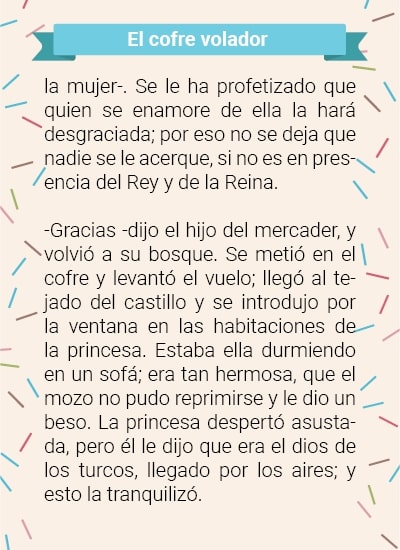 El cofre volador
la mujer-. Se le ha profetizado que
quien se enamore de ella la hará
desgraciada; por eso no se deja que
nadie se le acerque, si no es en pres-
encia del Rey y de la Reina.
-Gracias -dijo el hijo del mercader, y
volvió a su bosque. Se metió en el
cofre y levantó el vuelo; llegó al te-
jado del castillo y se introdujo por
la ventana en las habitaciones de
la princesa. Estaba ella durmiendo
en un sofá; era tan hermosa, que el
mozo no pudo reprimirse y le dio un
beso. La princesa despertó asusta-
da, pero él le dijo que era el dios de
los turcos, llegado por los aires; y
esto la tranquilizó.